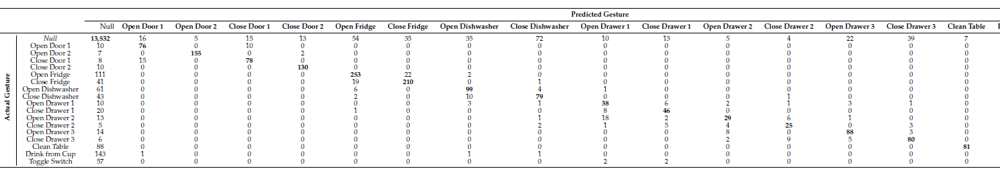 Predicted Gesture
Null Open Door 1 Open Door 2 Close Door 1 Close Door 2 Open Fridge Close Fridge Open Dishwasher Close Dishwasher Open Drawer 1 Close Drawer 1 Open Drawer 2 Close Drawer 2 Open Drawer 3 Close Drawer 3 Clean Table
Actual Gesture
Null 13,532 16 5 15 13 54 35 35 72 10 13 5 4 22 39 7
Open Door 1 10 76 0 10 0 0 0 0 0 0 0 0 0 0 0 0
Open Door 2 7 0 155 0 2 0 0 0 0 0 0 0 0 0 0 0
Close Door 1 8 15 0 78 0 0 0 0 0 0 0 0 0 0 0 0
Close Door 2 10 0 0 0 130 0 0 0 0 0 0 0 0 0 0 0
Open Fridge 111 0 0 0 0 253 22 2 0 0 0 0 0 0 0 0
Close Fridge 41 0 0 0 0 19 210 0 1 0 0 0 0 0 0 0
Open Dishwasher 61 0 0 0 0 6 0 99 4 1 0 0 0 0 0 0
Close Dishwasher 43 0 0 0 0 2 0 10 79 0 0 0 1 0 0 0
Open Drawer 1 10 0 0 0 0 0 0 3 1 38 6 2 1 3 1 0
Close Drawer 1 20 0 0 0 0 1 0 0 0 8 46 0 0 0 0 0
Open Drawer 2 13 0 0 0 0 0 0 0 1 18 2 29 6 1 0 0
Close Drawer 2 5 0 0 0 0 0 0 0 2 1 5 4 25 0 3 0
Open Drawer 3 14 0 0 0 0 0 0 0 0 0 0 8 0 88 3 0
Close Drawer 3 6 0 0 0 0 0 0 0 0 0 0 2 9 5 80 0
Clean Table 88 0 0 0 0 0 0 0 0 0 0 0 0 0 0 81
Drink from Cup 143 1 0 0 0 0 0 1 1 0 0 0 0 0 0 0
Toggle Switch 57 0 0 0 0 0 0 0 0 2 2 0 0 0 0 0